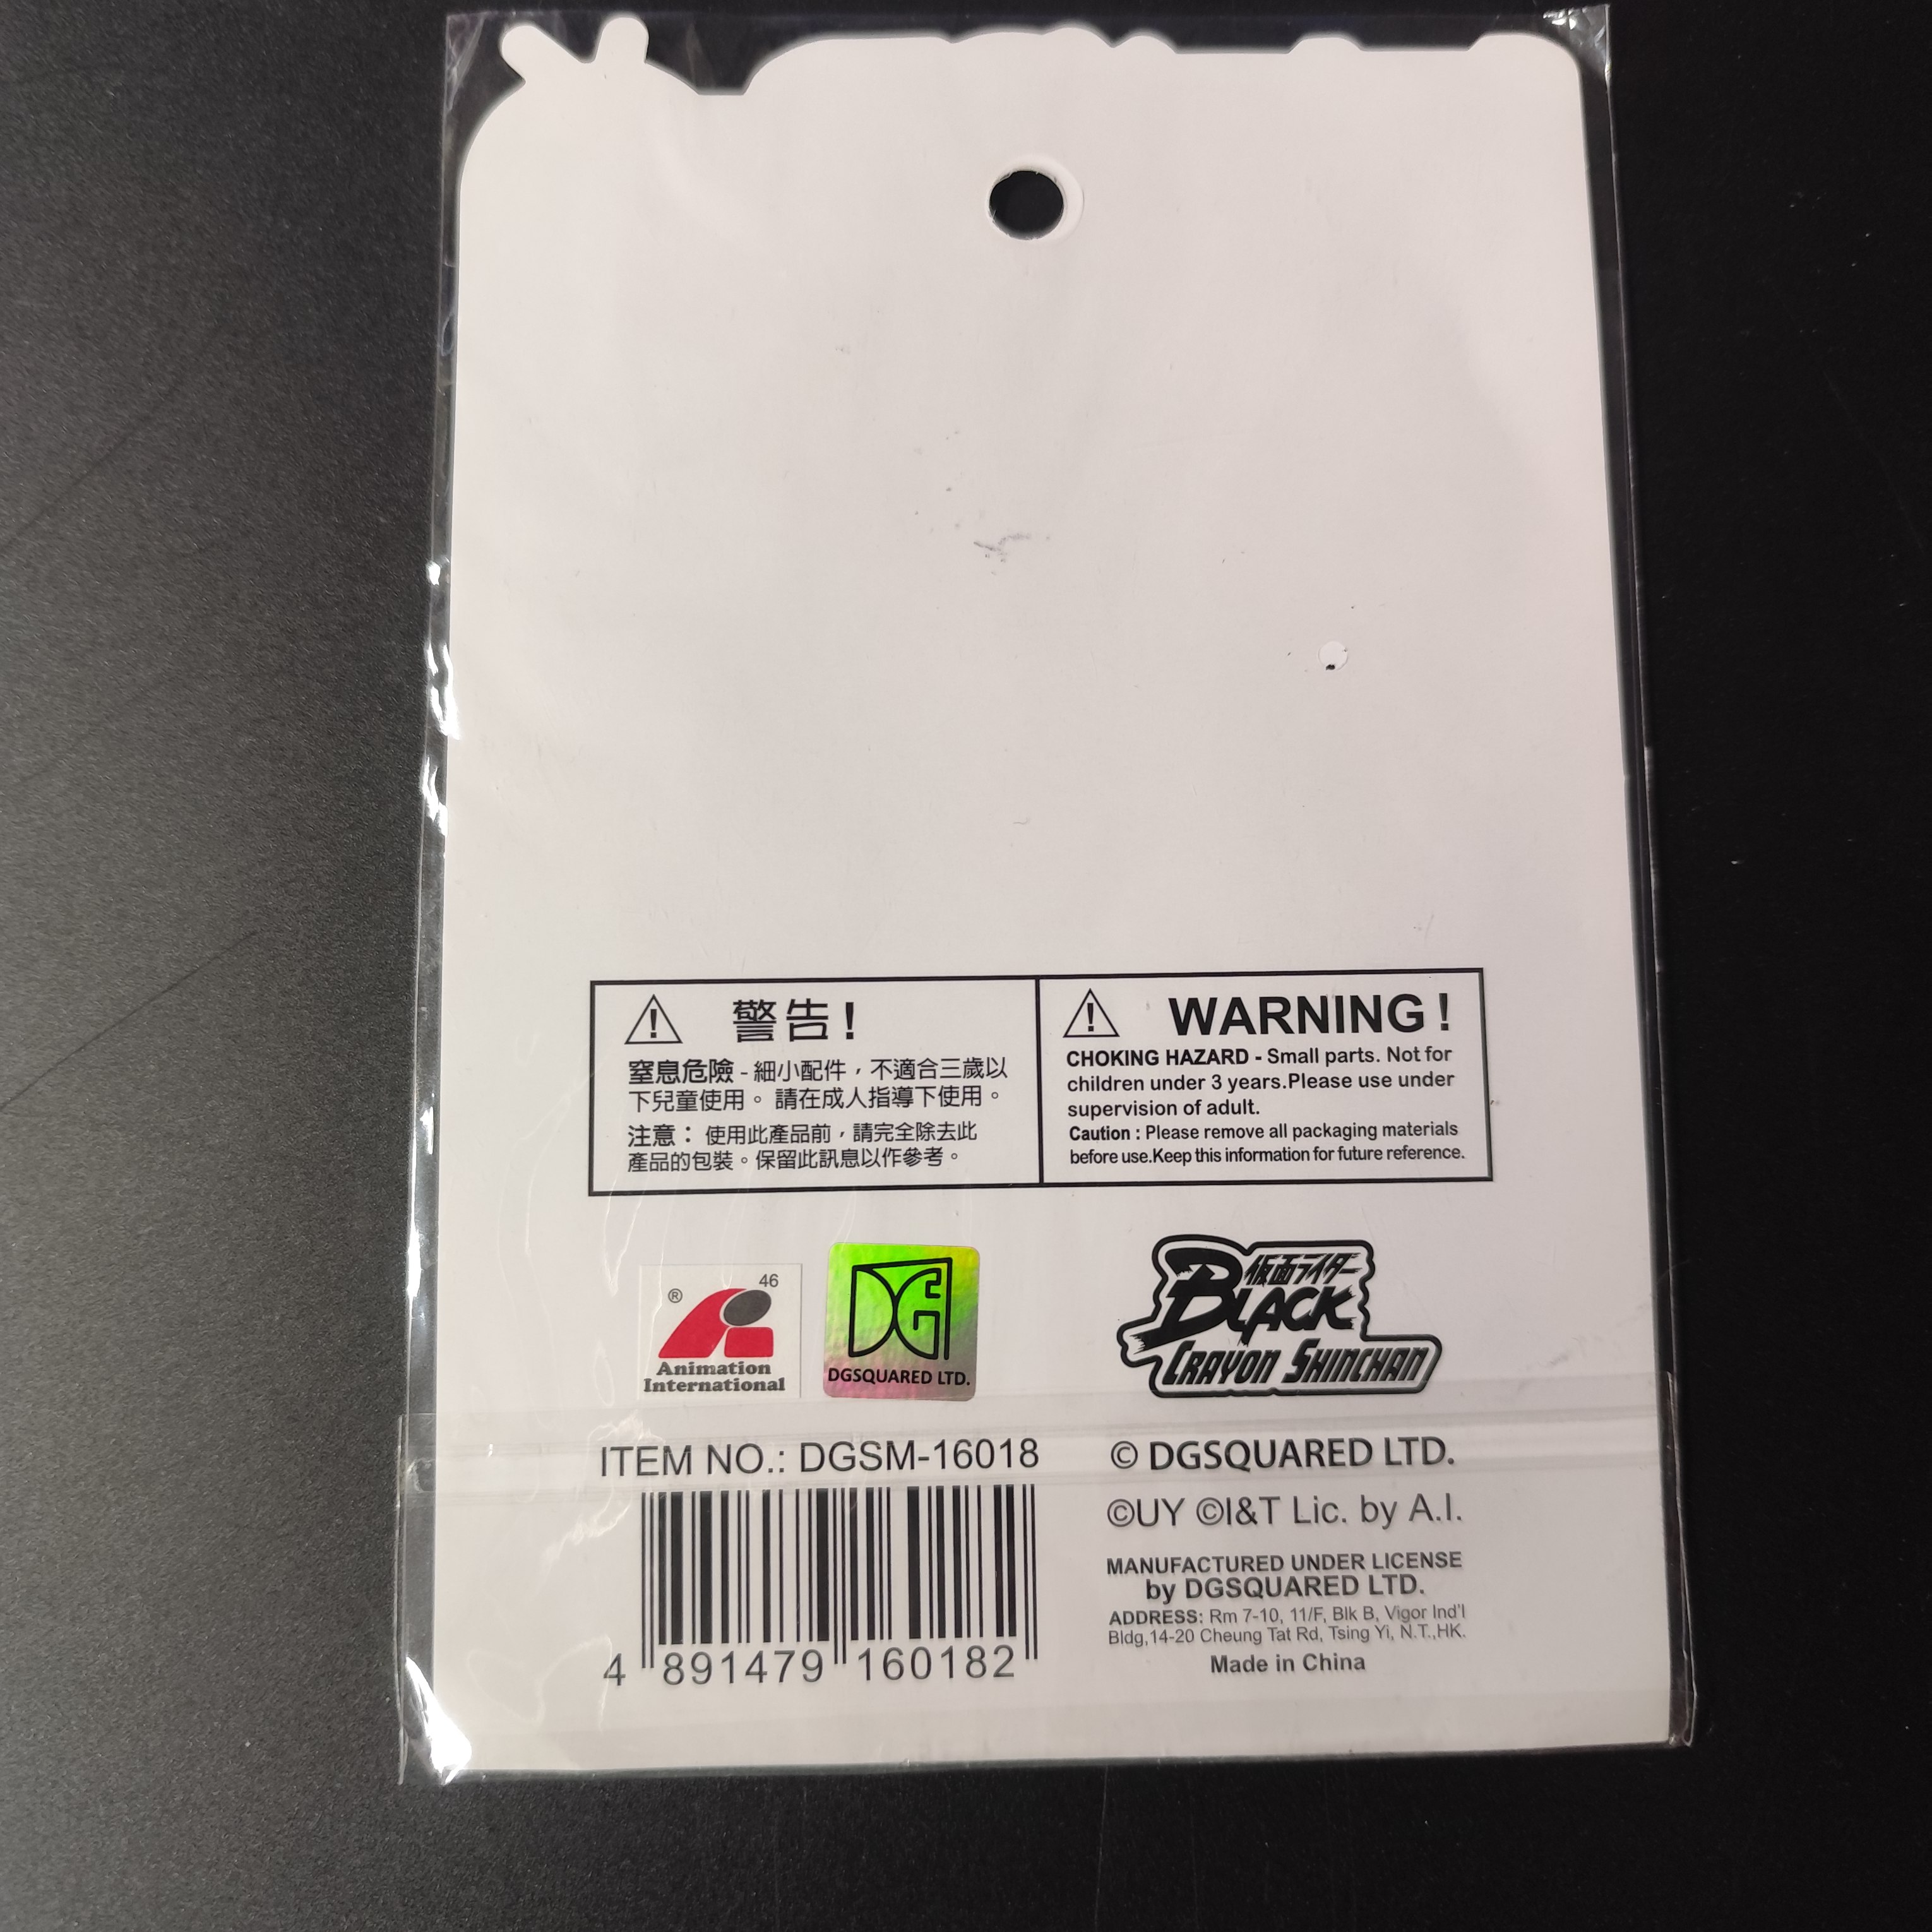 警告!
窒息危險 - 細小配件，不適合三歲以
下兒童使用。 請在成人指導下使用。
注意： 使用此產品前，請完全除去此
產品的包裝。保留此訊息以作參考。
WARNING!
CHOKING HAZARD - Small parts. Not for
children under 3 years.Please use under
supervision of adult.
Caution : Please remove all packaging materials
before use.Keep this information for future reference.
® 46
Animation
International
DG
DGSQUARED LTD.
仮面ライダー
BLACK
CRAYON SHINCHAN
ITEM NO.: DGSM-16018
4 891479 160182
© DGSQUARED LTD.
©UY ©I&T Lic. by A.I.
MANUFACTURED UNDER LICENSE
by DGSQUARED LTD.
ADDRESS: Rm 7-10, 11/F, Blk B, Vigor Ind'l
Bldg,14-20 Cheung Tat Rd, Tsing Yi, N.T.,HK.
Made in China